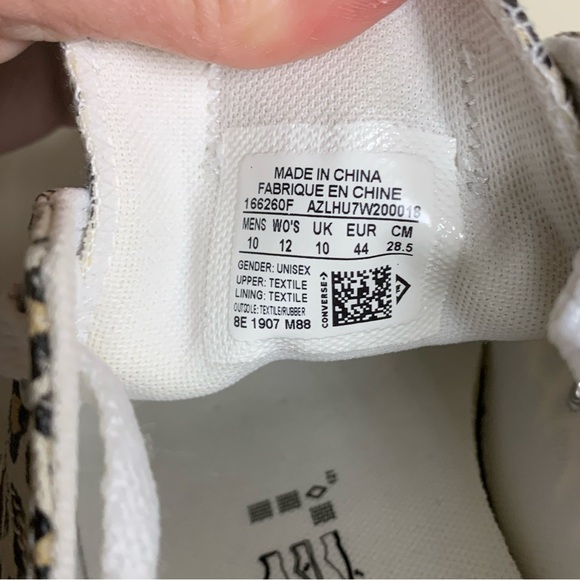 MADE IN CHINA
FABRIQUE EN CHINE
166260F AZLHU7W200018
MENS WO'S UK EUR CM
10 12 10 44 28.5
GENDER: UNISEX
UPPER: TEXTILE
LINING: TEXTILE
OUTSOLE: TEXTILE/RUBBER
8E 1907 M88
CONVERSE